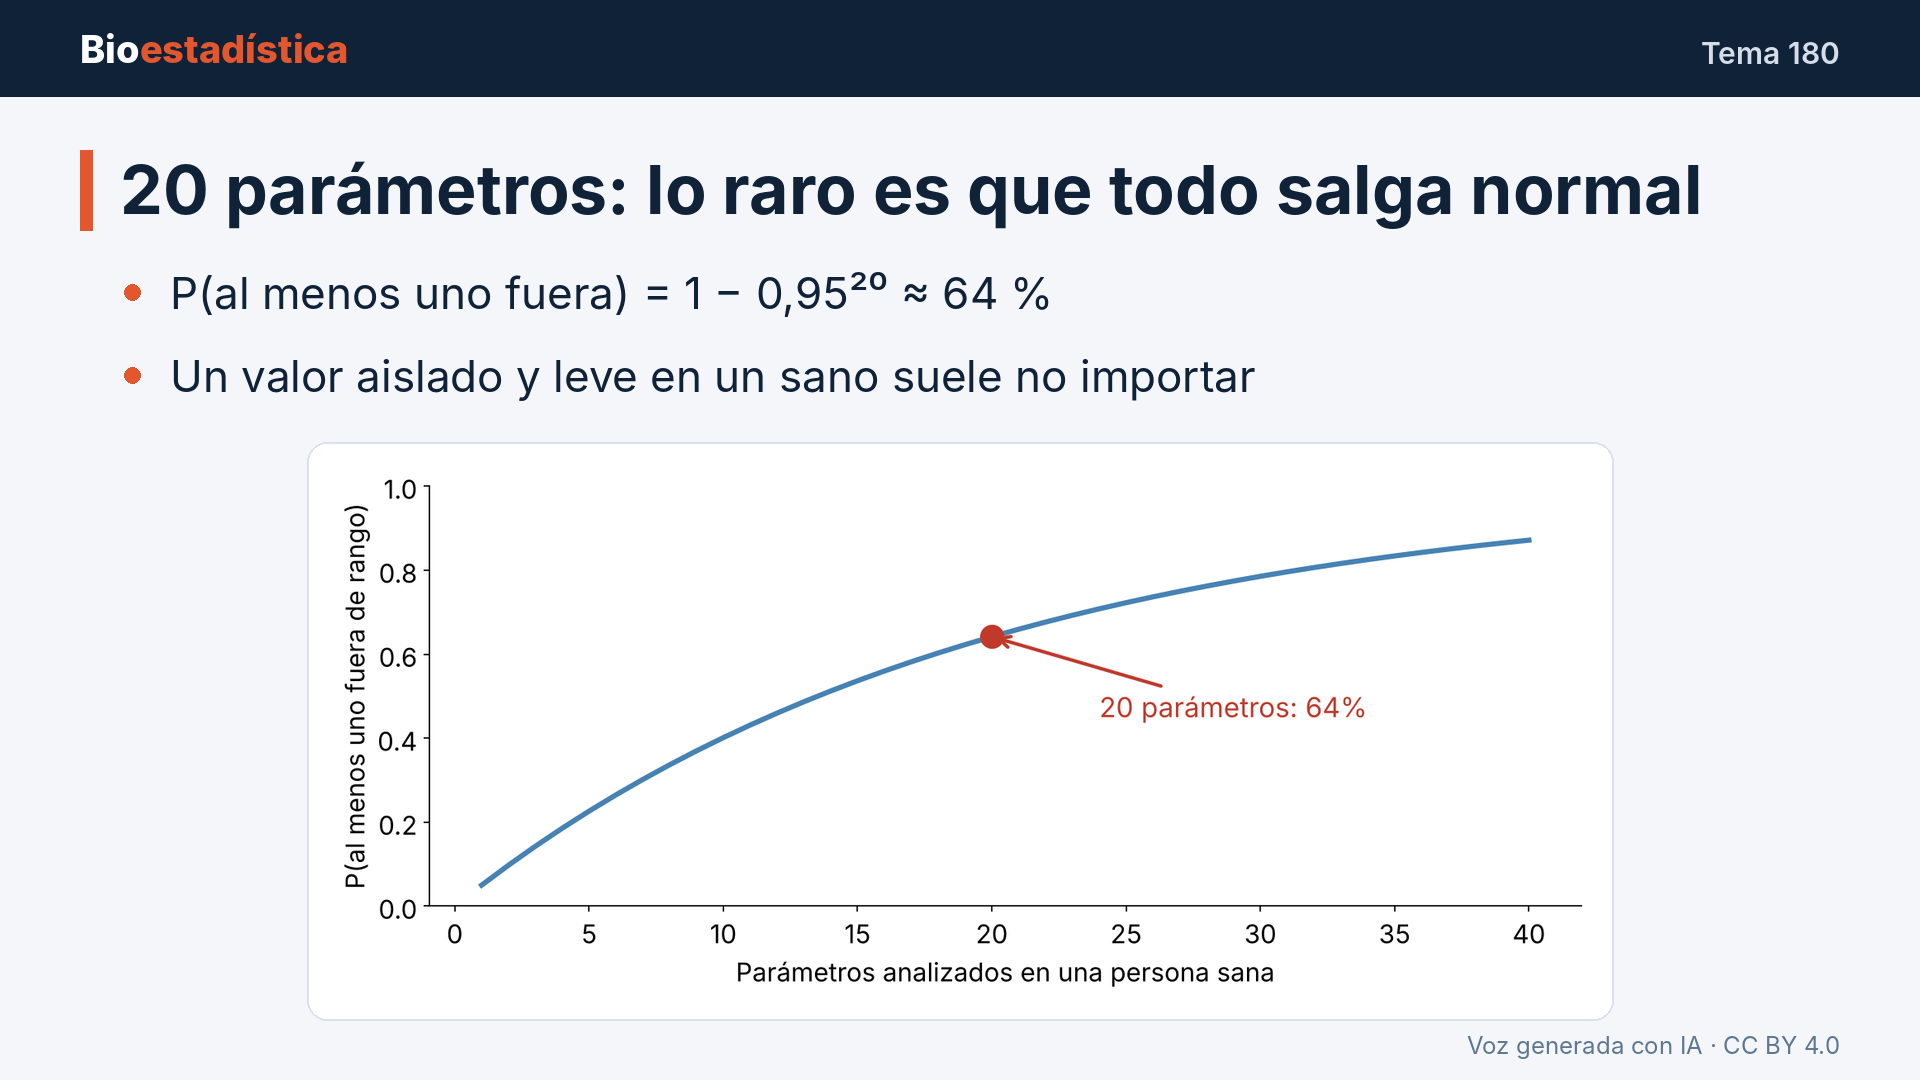 Bioestadística
Tema 180
20 parámetros: lo raro es que todo salga normal
P(al menos uno fuera) = 1 − 0,95²⁰ ≈ 64 %
Un valor aislado y leve en un sano suele no importar
P(al menos uno fuera de rango)
1.0
0.8
0.6
0.4
0.2
0.0
20 parámetros: 64%
0 5 10 15 20 25 30 35 40
Parámetros analizados en una persona sana
Voz generada con IA · CC BY 4.0